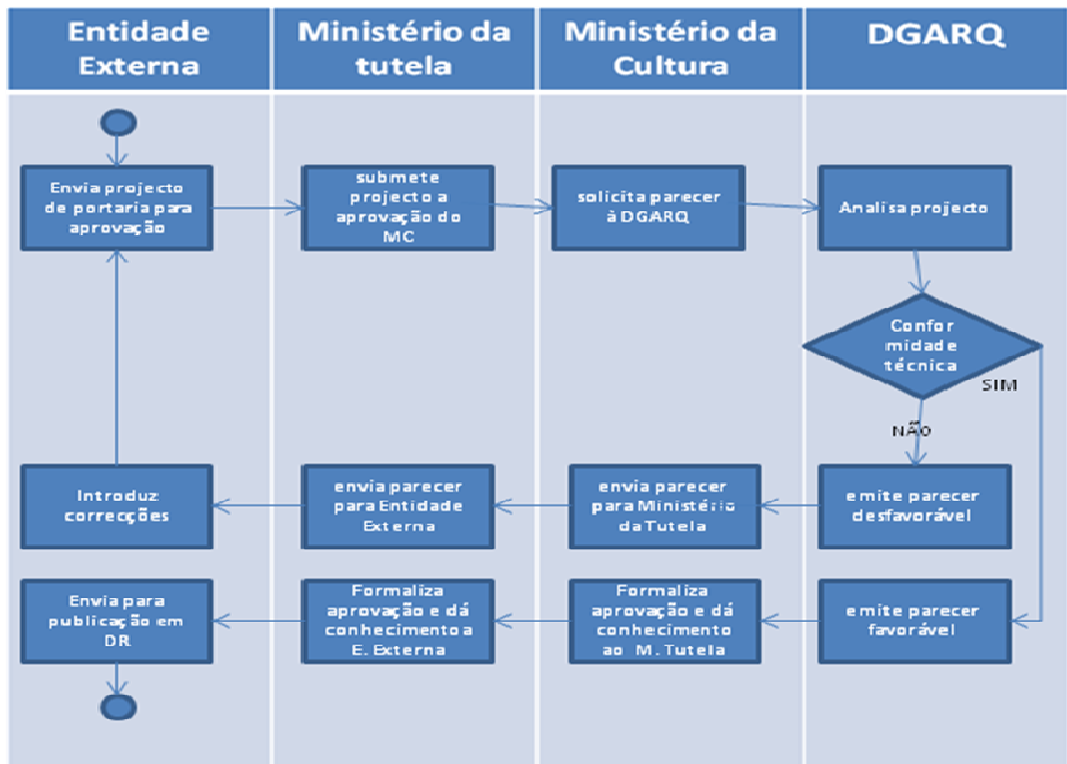 Entidade
Externa
Ministério da
tutela
Ministério da
Cultura
DGARQ
Envia projecto
de portaria para
aprovação
submete
projecto a
aprovação do
MC
solicita parecer
à DGARQ
Analisa projecto
Confor
midade
técnica
SIM
NÃO
Introduz
correcções
envia parecer
para Entidade
Externa
envia parecer
para Ministério
da Tutela
emite parecer
desfavorável
Envia para
publicação em
DR
Formaliza
aprovação e dá
conhecimento a
E. Externa
Formaliza
aprovação e dá
conhecimento
ao M. Tutela
emite parecer
favorável